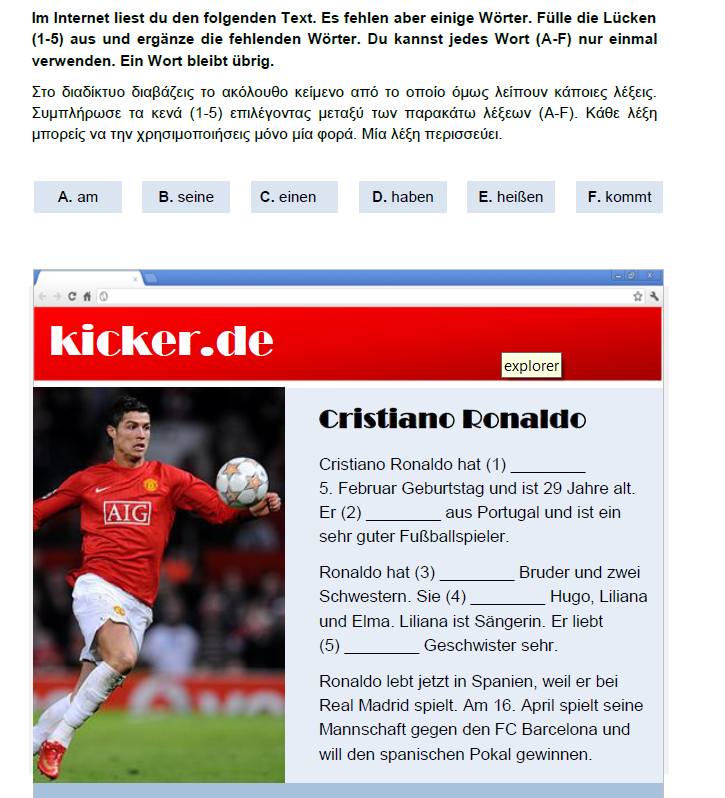 Im Internet liest du den folgenden Text. Es fehlen aber einige Wörter. Fülle die Lücken
(1-5) aus und ergänze die fehlenden Wörter. Du kannst jedes Wort (A-F) nur einmal
verwenden. Ein Wort bleibt übrig.
Στο διαδίκτυο διαβάζεις το ακόλουθο κείμενο από το οποίο όμως λείπουν κάποιες λέξεις.
Συμπλήρωσε τα κενά (1-5) επιλέγοντας μεταξύ των παρακάτω λέξεων (A-F). Κάθε λέξη
μπορείς να την χρησιμοποιήσεις μόνο μία φορά. Μία λέξη περισσεύει.
A. am B. seine C. einen D. haben E. heißen F. kommt
kicker.de
explorer
Cristiano Ronaldo
Cristiano Ronaldo hat (1) ________
5. Februar Geburtstag und ist 29 Jahre alt.
Er (2) ________ aus Portugal und ist ein
sehr guter Fußballspieler.
Ronaldo hat (3) ________ Bruder und zwei
Schwestern. Sie (4) ________ Hugo, Liliana
und Elma. Liliana ist Sängerin. Er liebt
(5) ________ Geschwister sehr.
Ronaldo lebt jetzt in Spanien, weil er bei
Real Madrid spielt. Am 16. April spielt seine
Mannschaft gegen den FC Barcelona und
will den spanischen Pokal gewinnen.
AIG